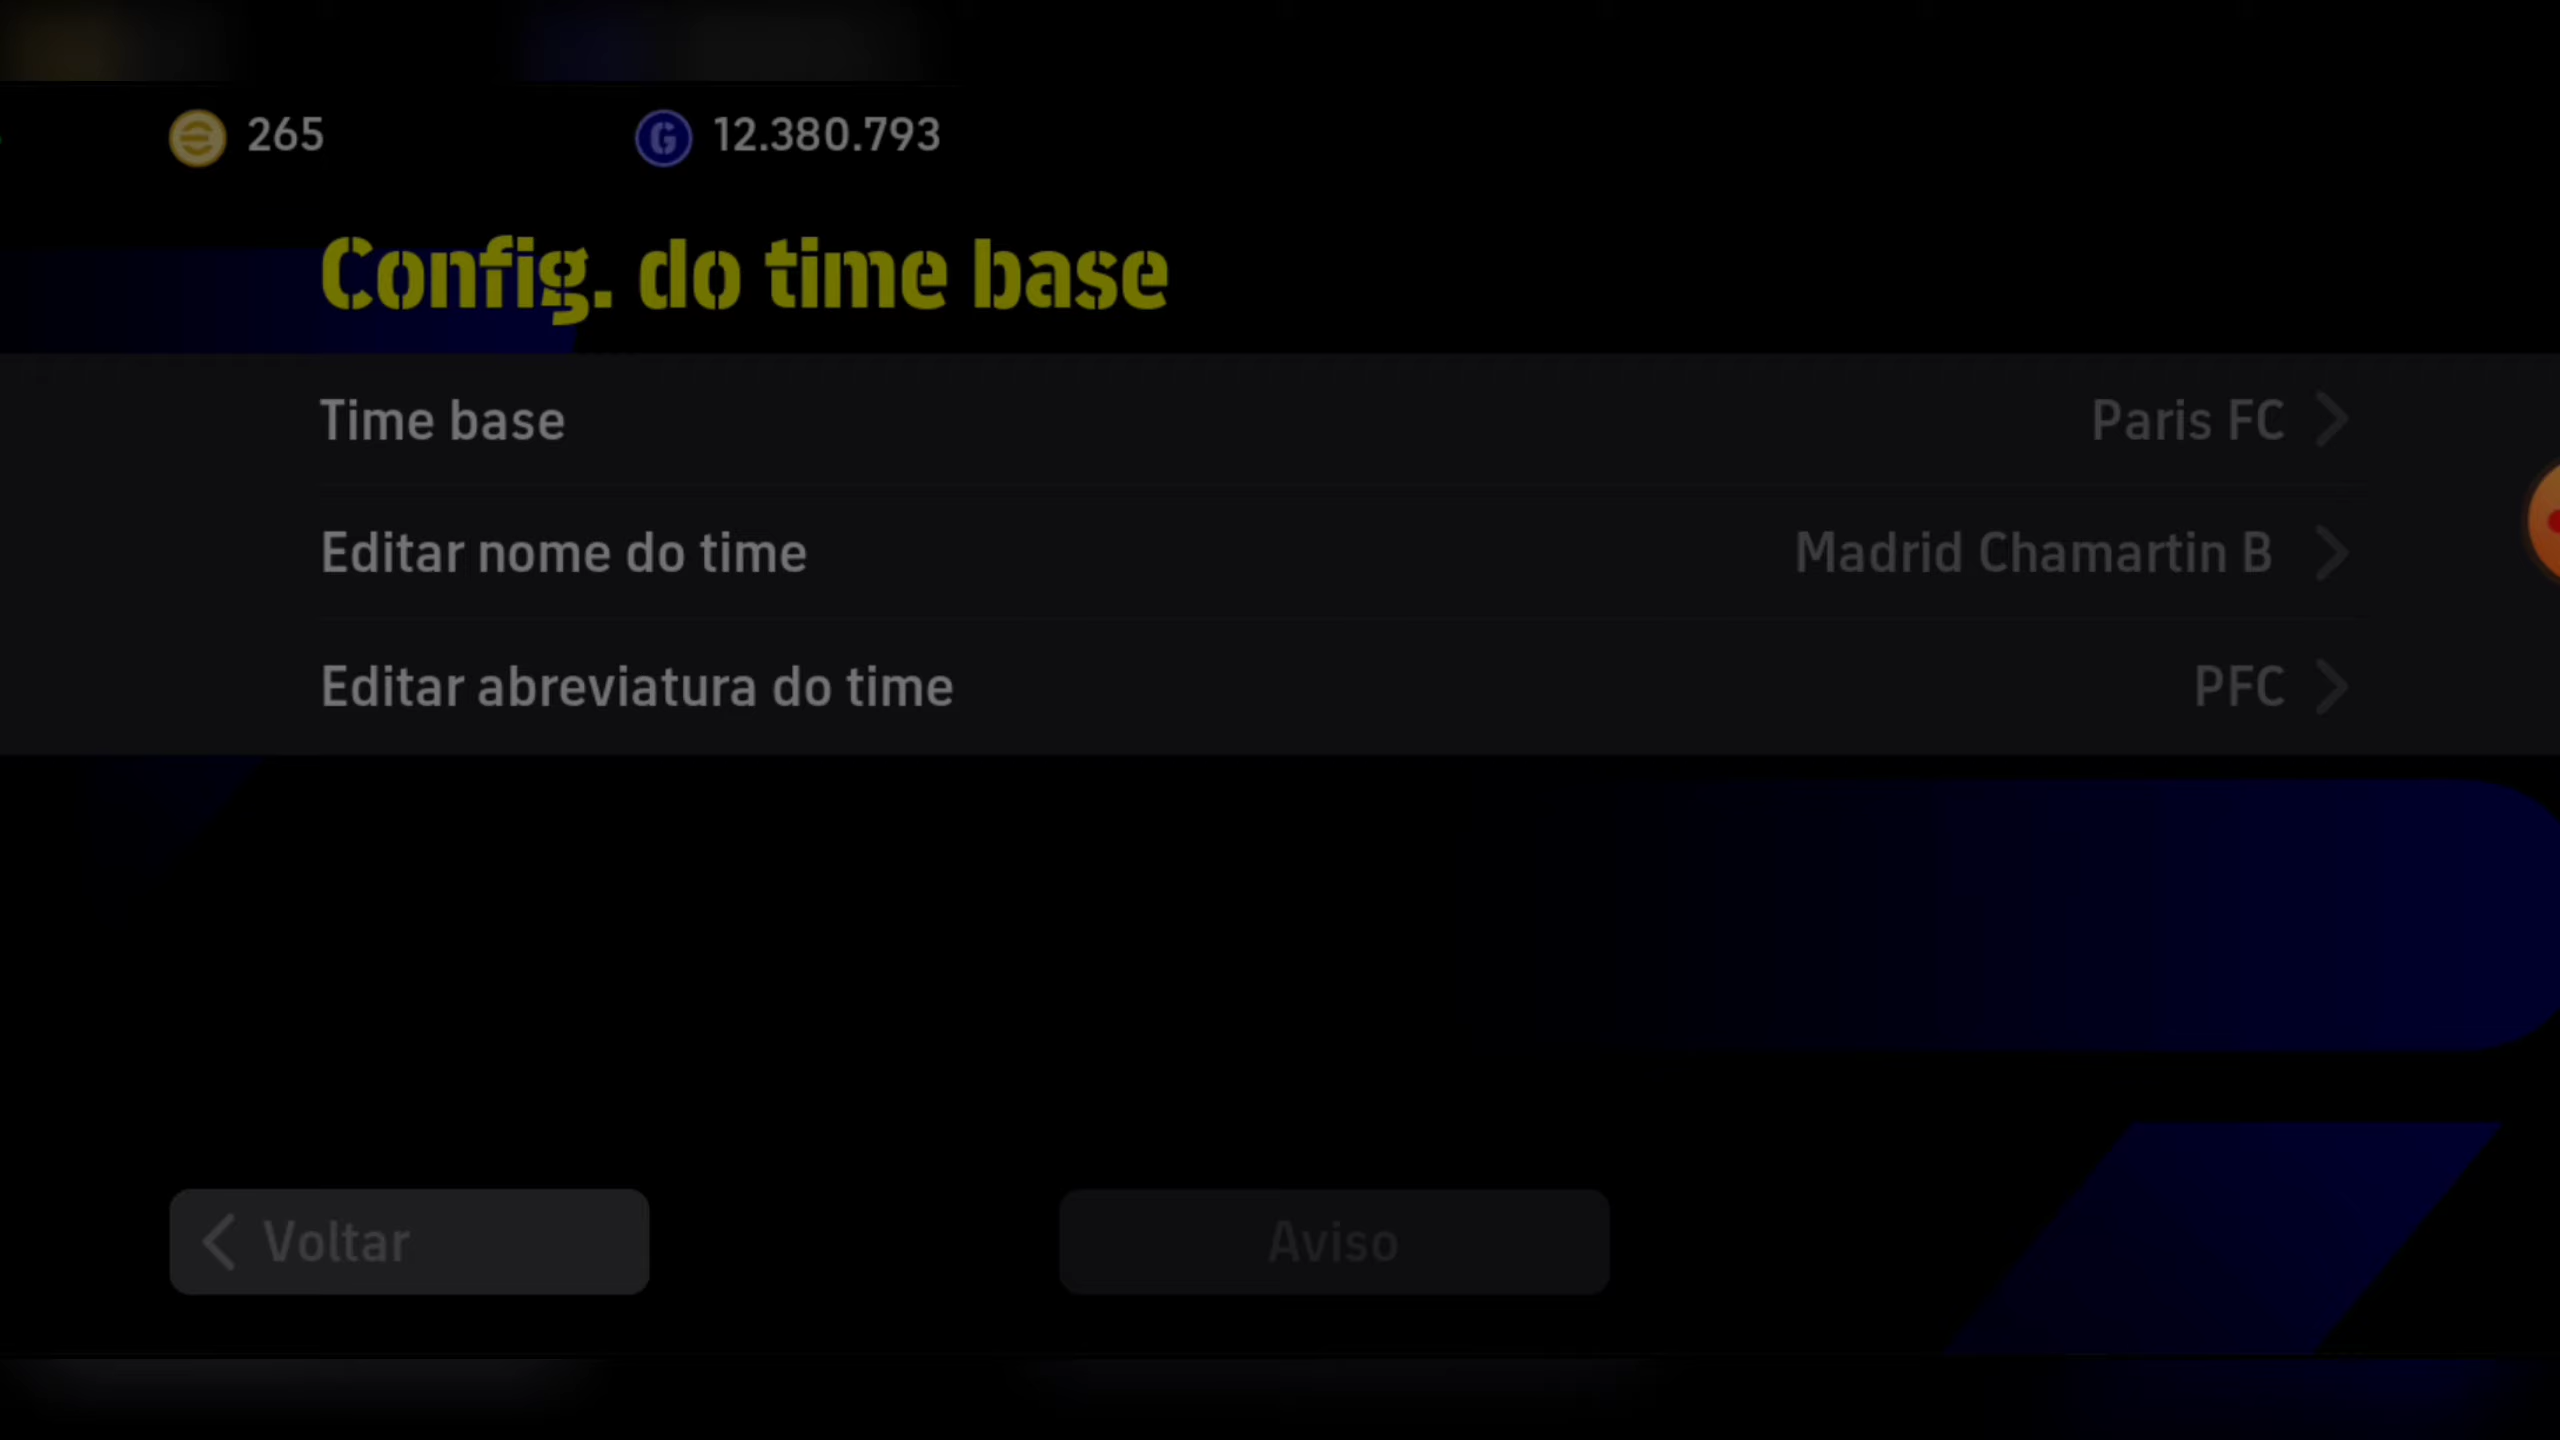 265
12.380.793
Config. do time base
Time base
Paris FC
Editar nome do time
Madrid Chamartin B
Editar abreviatura do time
PFC
Voltar
Aviso